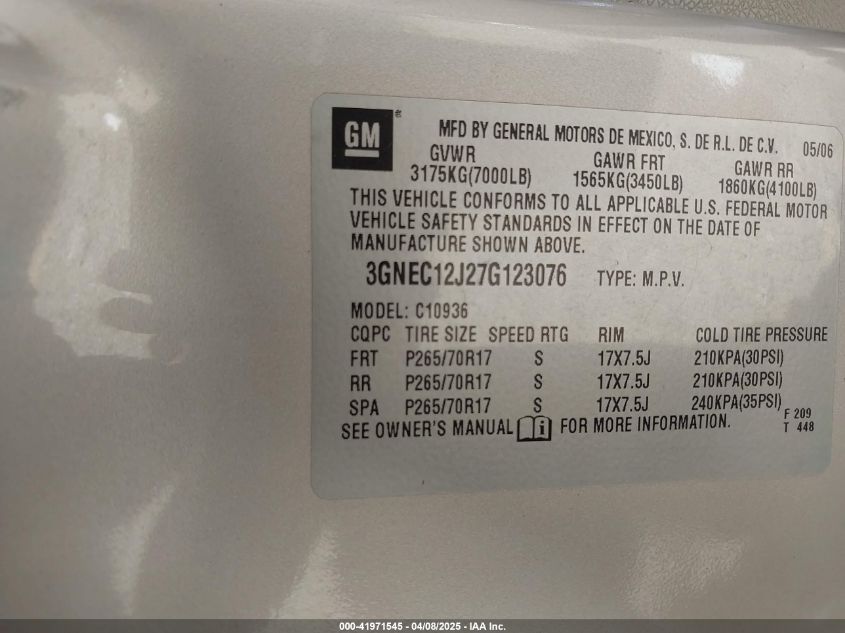 GM®
MFD BY GENERAL MOTORS DE MEXICO, S. DE R.L. DE C.V. 05/06
GVWR GAWR FRT GAWR RR
3175KG(7000LB) 1565KG(3450LB) 1860KG(4100LB)
THIS VEHICLE CONFORMS TO ALL APPLICABLE U.S. FEDERAL MOTOR
VEHICLE SAFETY STANDARDS IN EFFECT ON THE DATE OF
MANUFACTURE SHOWN ABOVE.
3GNEC12J27G123076 TYPE: M.P.V.
MODEL: C10936
CQPC TIRE SIZE SPEED RTG RIM COLD TIRE PRESSURE
FRT P265/70R17 S 17X7.5J 210KPA(30PSI)
RR P265/70R17 S 17X7.5J 210KPA(30PSI)
SPA P265/70R17 S 17X7.5J 240KPA(35PSI)
F 209
SEE OWNER'S MANUAL i FOR MORE INFORMATION. T 448
000-41971545 - 04/08/2025 - IAA Inc.